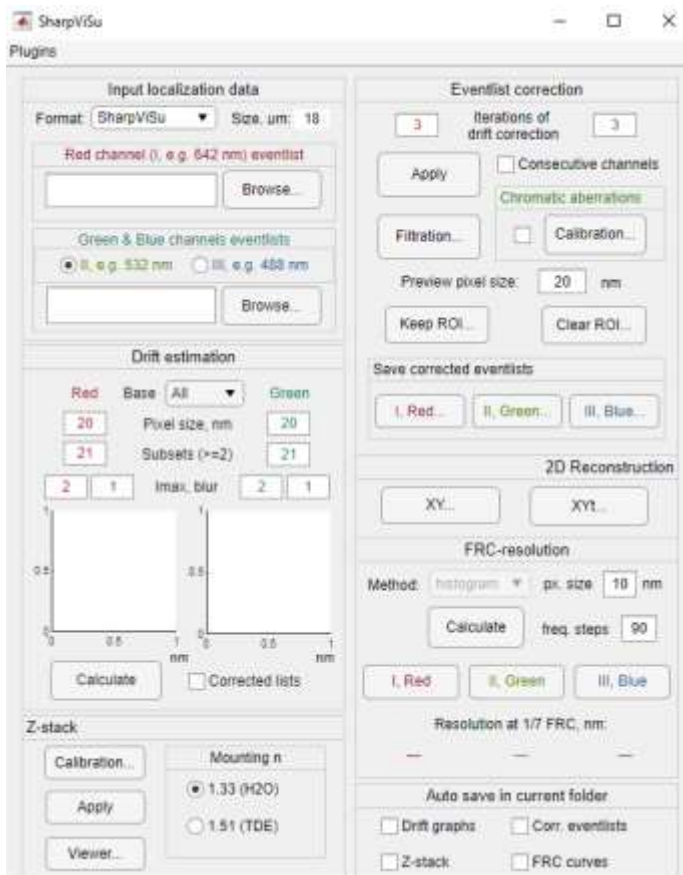 SharpViSu
Plugins
Input localization data
Format: SharpViSu Size, um: 18
Red channel (I, e.g. 642 nm) eventlist
Browse...
Green & Blue channels eventlists
II, e.g. 532 nm III, e.g. 488 nm
Browse...
Drift estimation
Red Base All Green
20 Pixel size, nm 20
21 Subsets (>=2) 21
2 1 Imax, blur 2 1
1 1
0.5 0.5
0 0
0 0.5 1 0 0.5 1
nm nm
Calculate Corrected lists
Z-stack
Calibration...
Apply
Viewer...
Mounting n
1.33 (H2O)
1.51 (TDE)
Eventlist correction
3 Iterations of drift correction 3
Apply Consecutive channels
Chromatic aberrations
Filtration... Calibration...
Preview pixel size: 20 nm
Keep ROI... Clear ROI...
Save corrected eventlists
I, Red... II, Green... III, Blue...
2D Reconstruction
XY... XYt...
FRC-resolution
Method: histogram px. size 10 nm
Calculate freq. steps 90
I, Red II, Green III, Blue
Resolution at 1/7 FRC, nm:
--- --- ---
Auto save in current folder
Drift graphs Corr. eventlists
Z-stack FRC curves